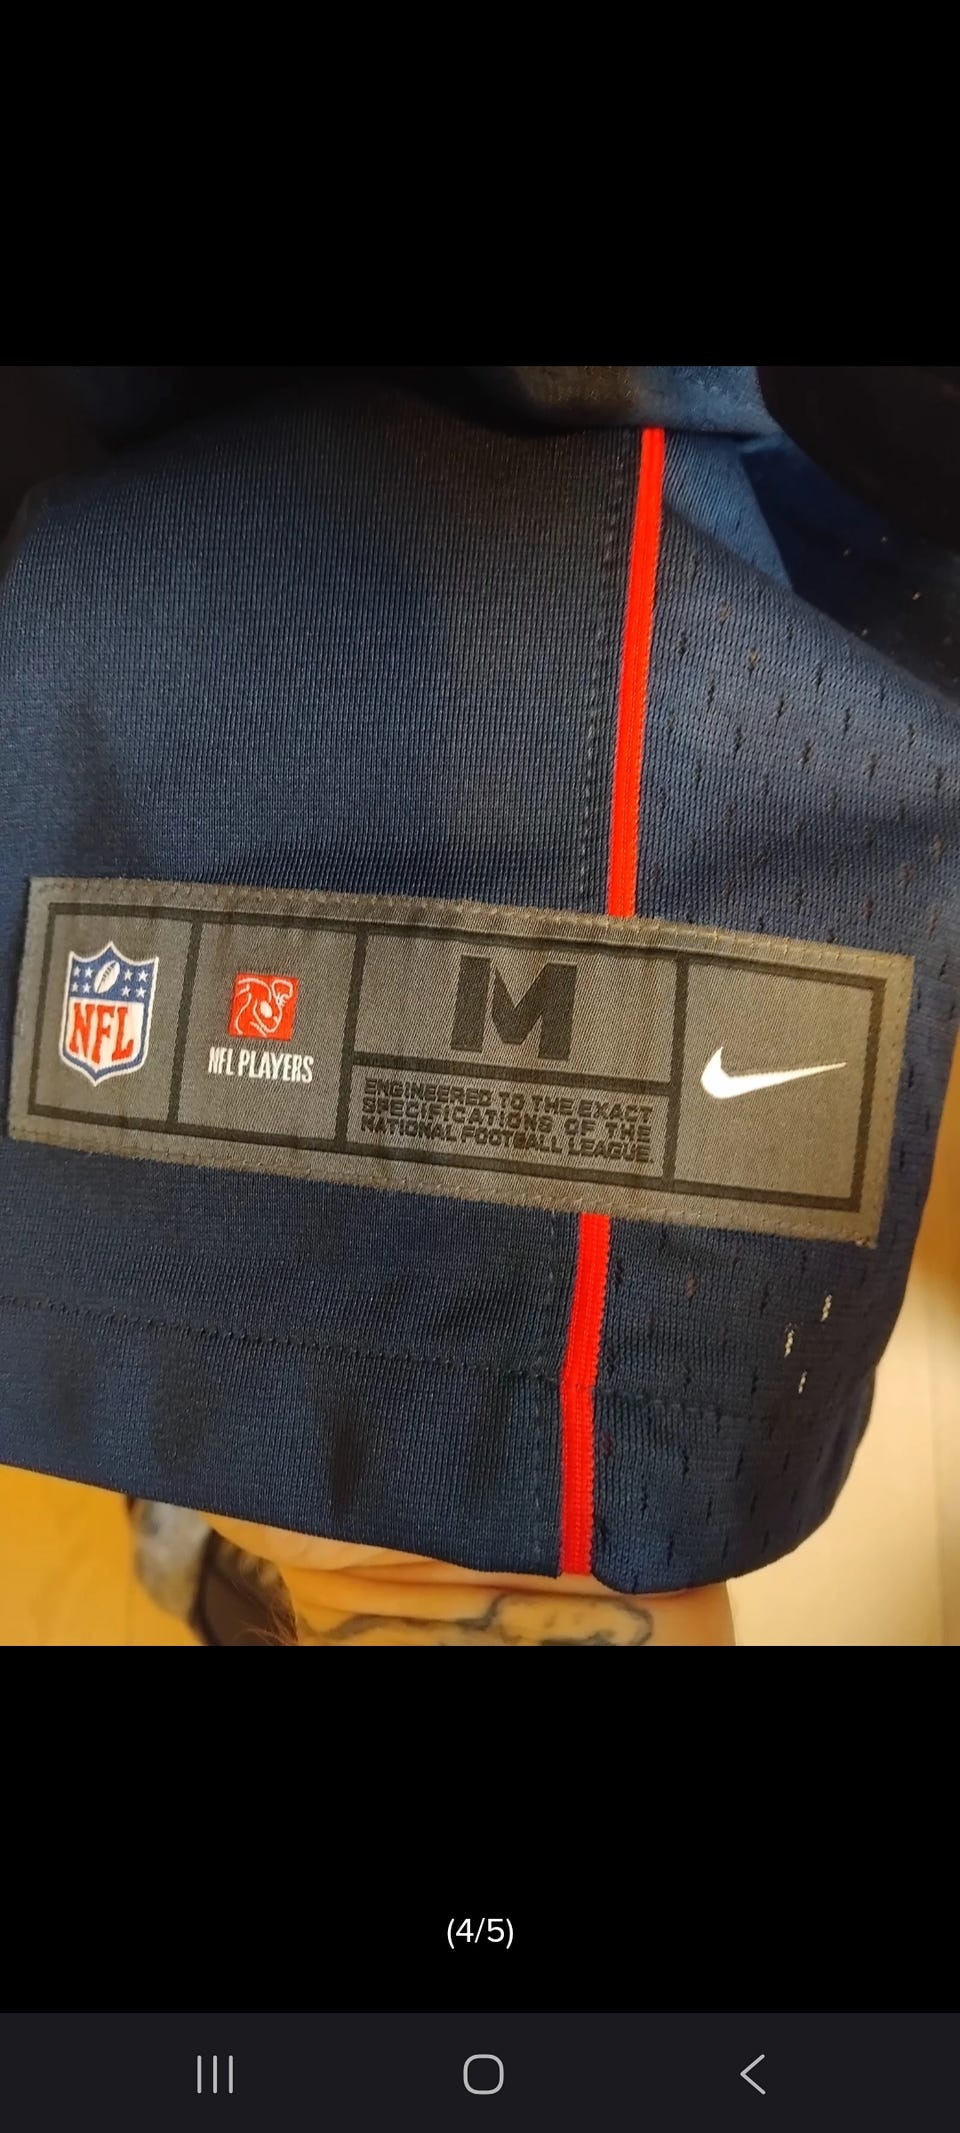 NFL
NFL PLAYERS
M
ENGINEERED TO THE EXACT
SPECIFICATIONS OF THE
NATIONAL FOOTBALL LEAGUE.
(4/5)